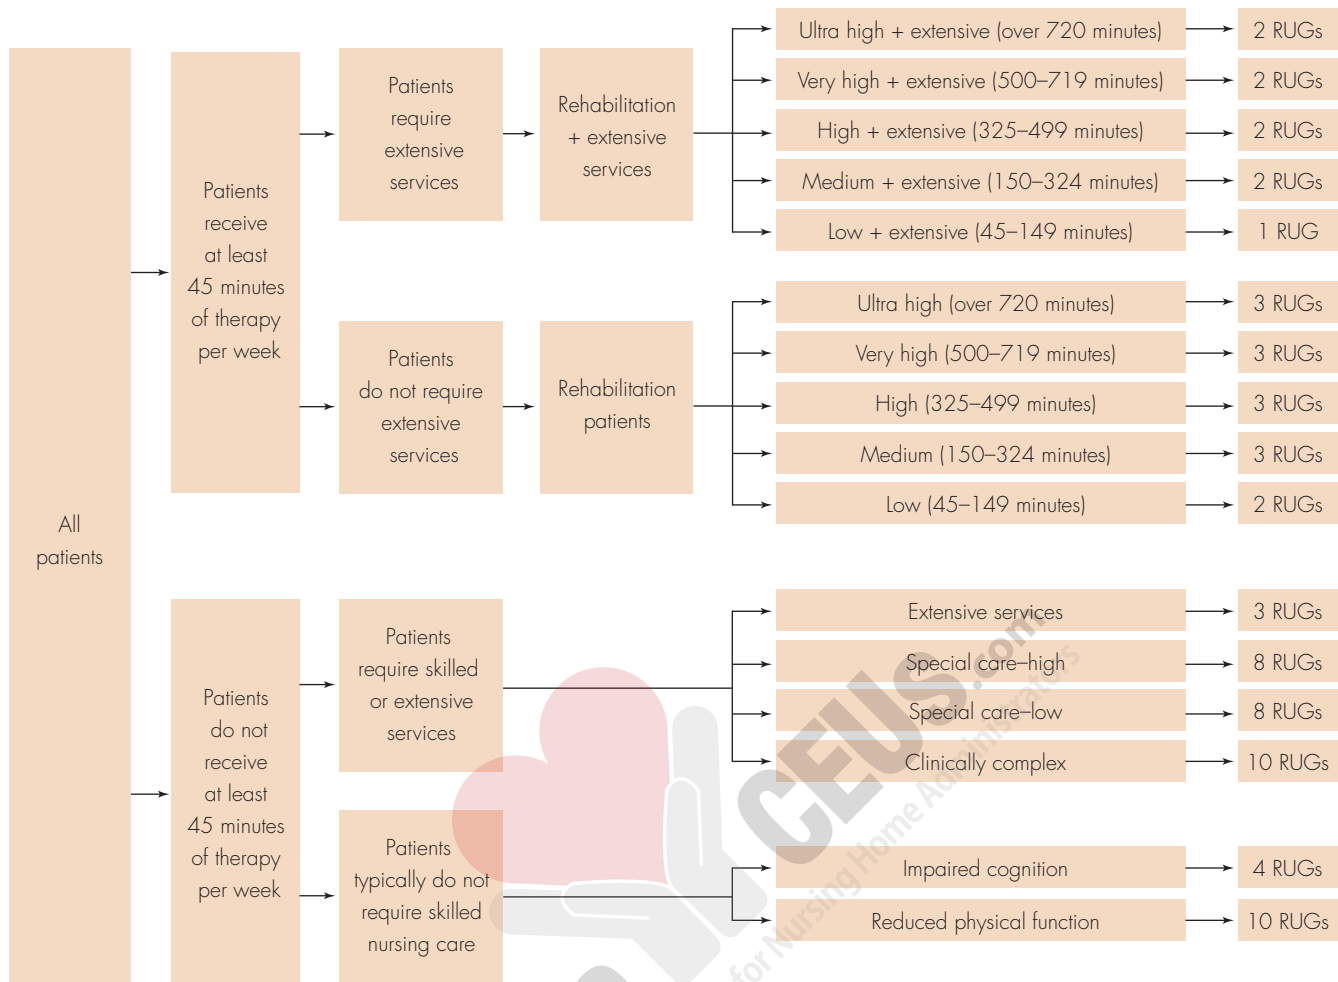 All
patients
Patients
receive
at least
45 minutes
of therapy
per week
Patients
require
extensive
services
Rehabilitation
+ extensive
services
Ultra high + extensive (over 720 minutes)
2 RUGs
Very high + extensive (500–719 minutes)
2 RUGs
High + extensive (325–499 minutes)
2 RUGs
Medium + extensive (150–324 minutes)
2 RUGs
Low + extensive (45–149 minutes)
1 RUG
Patients
do not require
extensive
services
Rehabilitation
patients
Ultra high (over 720 minutes)
3 RUGs
Very high (500–719 minutes)
3 RUGs
High (325–499 minutes)
3 RUGs
Medium (150–324 minutes)
3 RUGs
Low (45–149 minutes)
2 RUGs
Patients
do not
receive
at least
45 minutes
of therapy
per week
Patients
require skilled
or extensive
services
Extensive services
3 RUGs
Special care–high
8 RUGs
Special care–low
8 RUGs
Clinically complex
10 RUGs
Patients
typically do not
require skilled
nursing care
Impaired cognition
4 RUGs
Reduced physical function
10 RUGs
CEUS.com
for Nursing Home Administrators